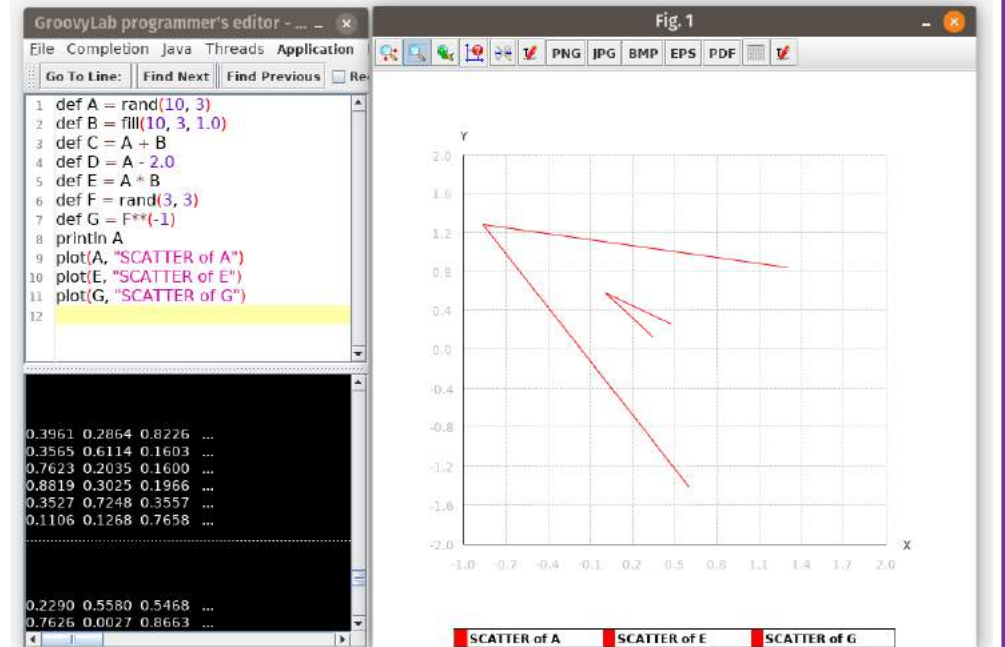 GroovyLab programmer's editor - ...
File Completion Java Threads Application
Go To Line: Find Next Find Previous Re
1 def A = rand(10, 3)
2 def B = fill(10, 3, 1.0)
3 def C = A + B
4 def D = A - 2.0
5 def E = A * B
6 def F = rand(3, 3)
7 def G = F**(-1)
8 println A
9 plot(A, "SCATTER of A")
10 plot(E, "SCATTER of E")
11 plot(G, "SCATTER of G")
12
0.3961 0.2864 0.8226 ...
0.3565 0.6114 0.1603 ...
0.7623 0.2035 0.1600 ...
0.8819 0.3025 0.1966 ...
0.3527 0.7248 0.3557 ...
0.1106 0.1268 0.7658 ...
0.2290 0.5580 0.5468 ...
0.7626 0.0027 0.8663 ...
Fig. 1
PNG JPG BMP EPS PDF
Y
2.0
1.6
1.2
0.8
0.4
0.0
-0.4
-0.8
-1.2
-1.6
-2.0
X
-1.0 -0.7 -0.4 -0.1 0.2 0.5 0.8 1.1 1.4 1.7 2.0
SCATTER of A SCATTER of E SCATTER of G